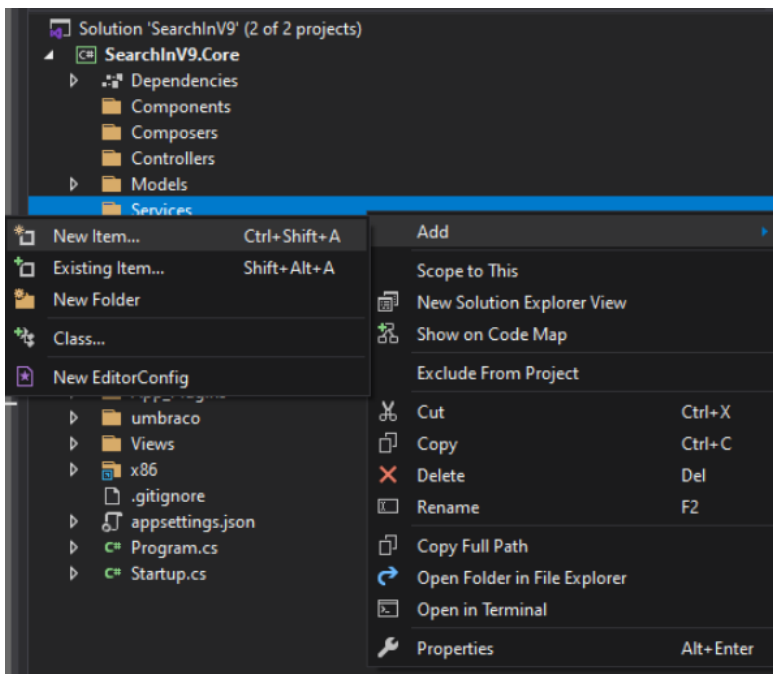 Solution 'SearchInV9' (2 of 2 projects)
C# SearchInV9.Core
Dependencies
Components
Composers
Controllers
Models
Services
New Item... Ctrl+Shift+A
Existing Item... Shift+Alt+A
New Folder
Class...
New EditorConfig
Add
Scope to This
New Solution Explorer View
Show on Code Map
Exclude From Project
Cut Ctrl+X
Copy Ctrl+C
Delete Del
Rename F2
Copy Full Path
Open Folder in File Explorer
Open in Terminal
Properties Alt+Enter
umbraco
Views
x86
.gitignore
appsettings.json
C# Program.cs
C# Startup.cs